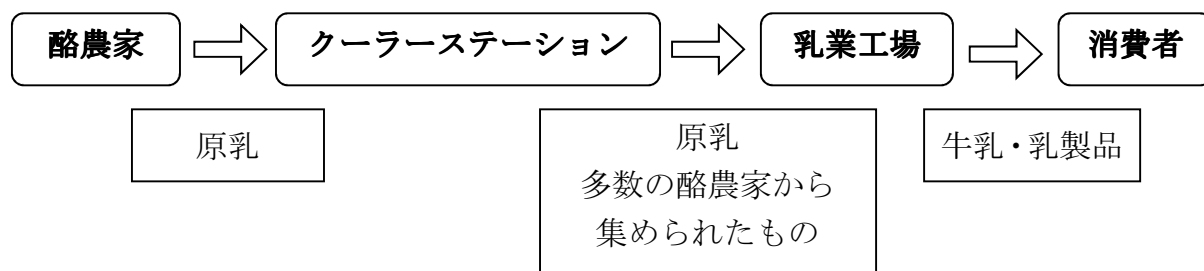 酪農家
クーラーステーション
乳業工場
消費者
原乳
原乳
多数の酪農家から
集められたもの
牛乳・乳製品